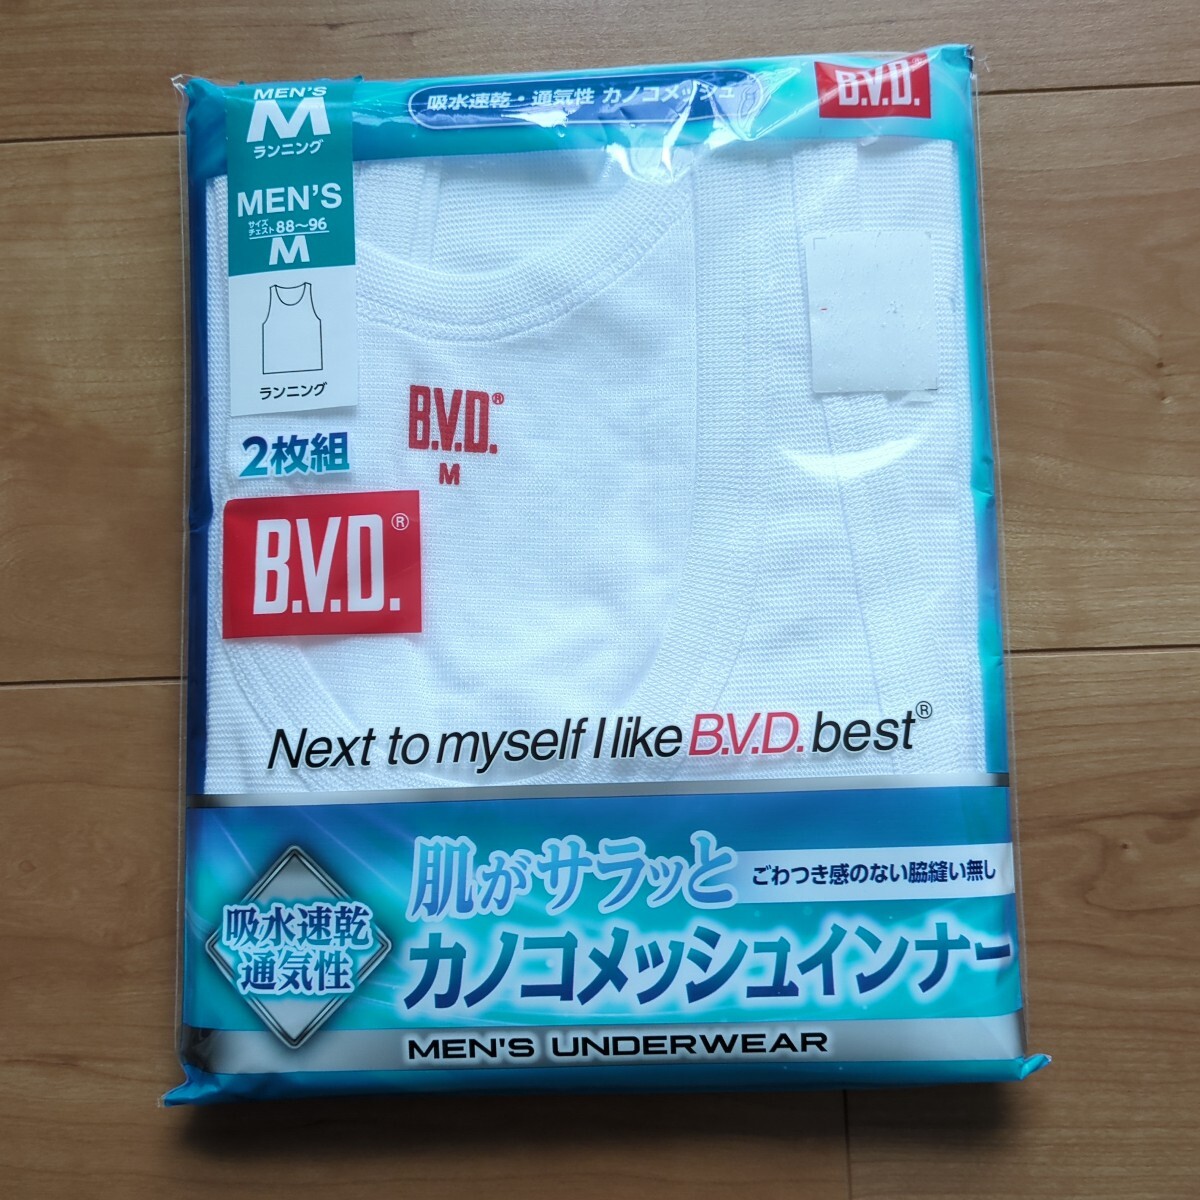 MEN'S
M
ランニング
吸水速乾・通気性 カノコメッシュ
B.V.D.®
MEN'S
サイズ
チェスト 88〜96
M
ランニング
2枚組
B.V.D.®
M
B.V.D.®
Next to myself I like B.V.D. best®
肌がサラッと
ごわつき感のない脇縫い無し
吸水速乾
通気性
カノコメッシュインナー
MEN'S UNDERWEAR